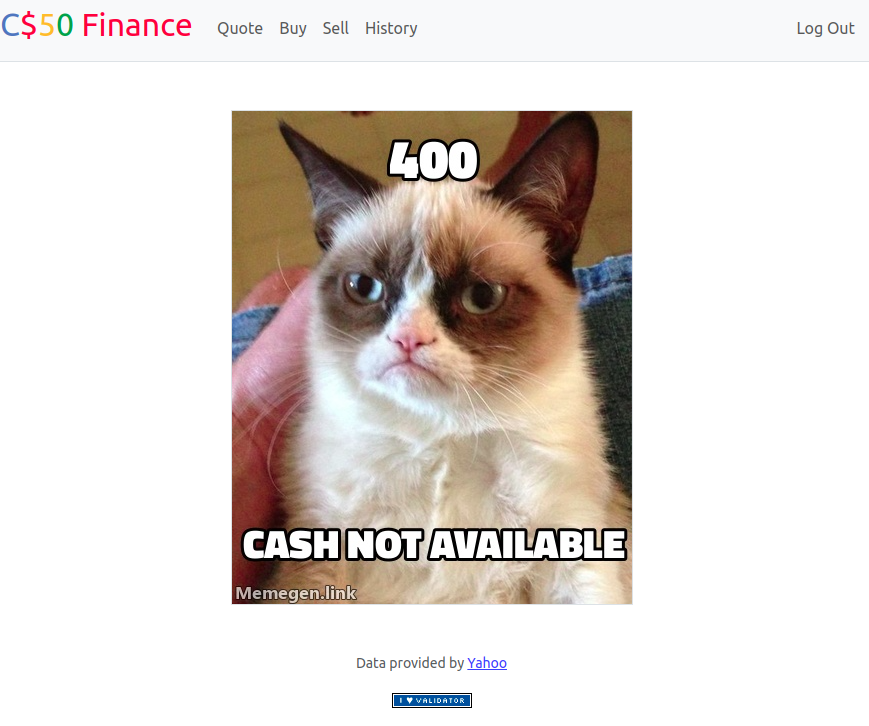 C$50 Finance Quote Buy Sell History Log Out
400
CASH NOT AVAILABLE
Memegen.link
Data provided by Yahoo
I ♥ VALIDATOR